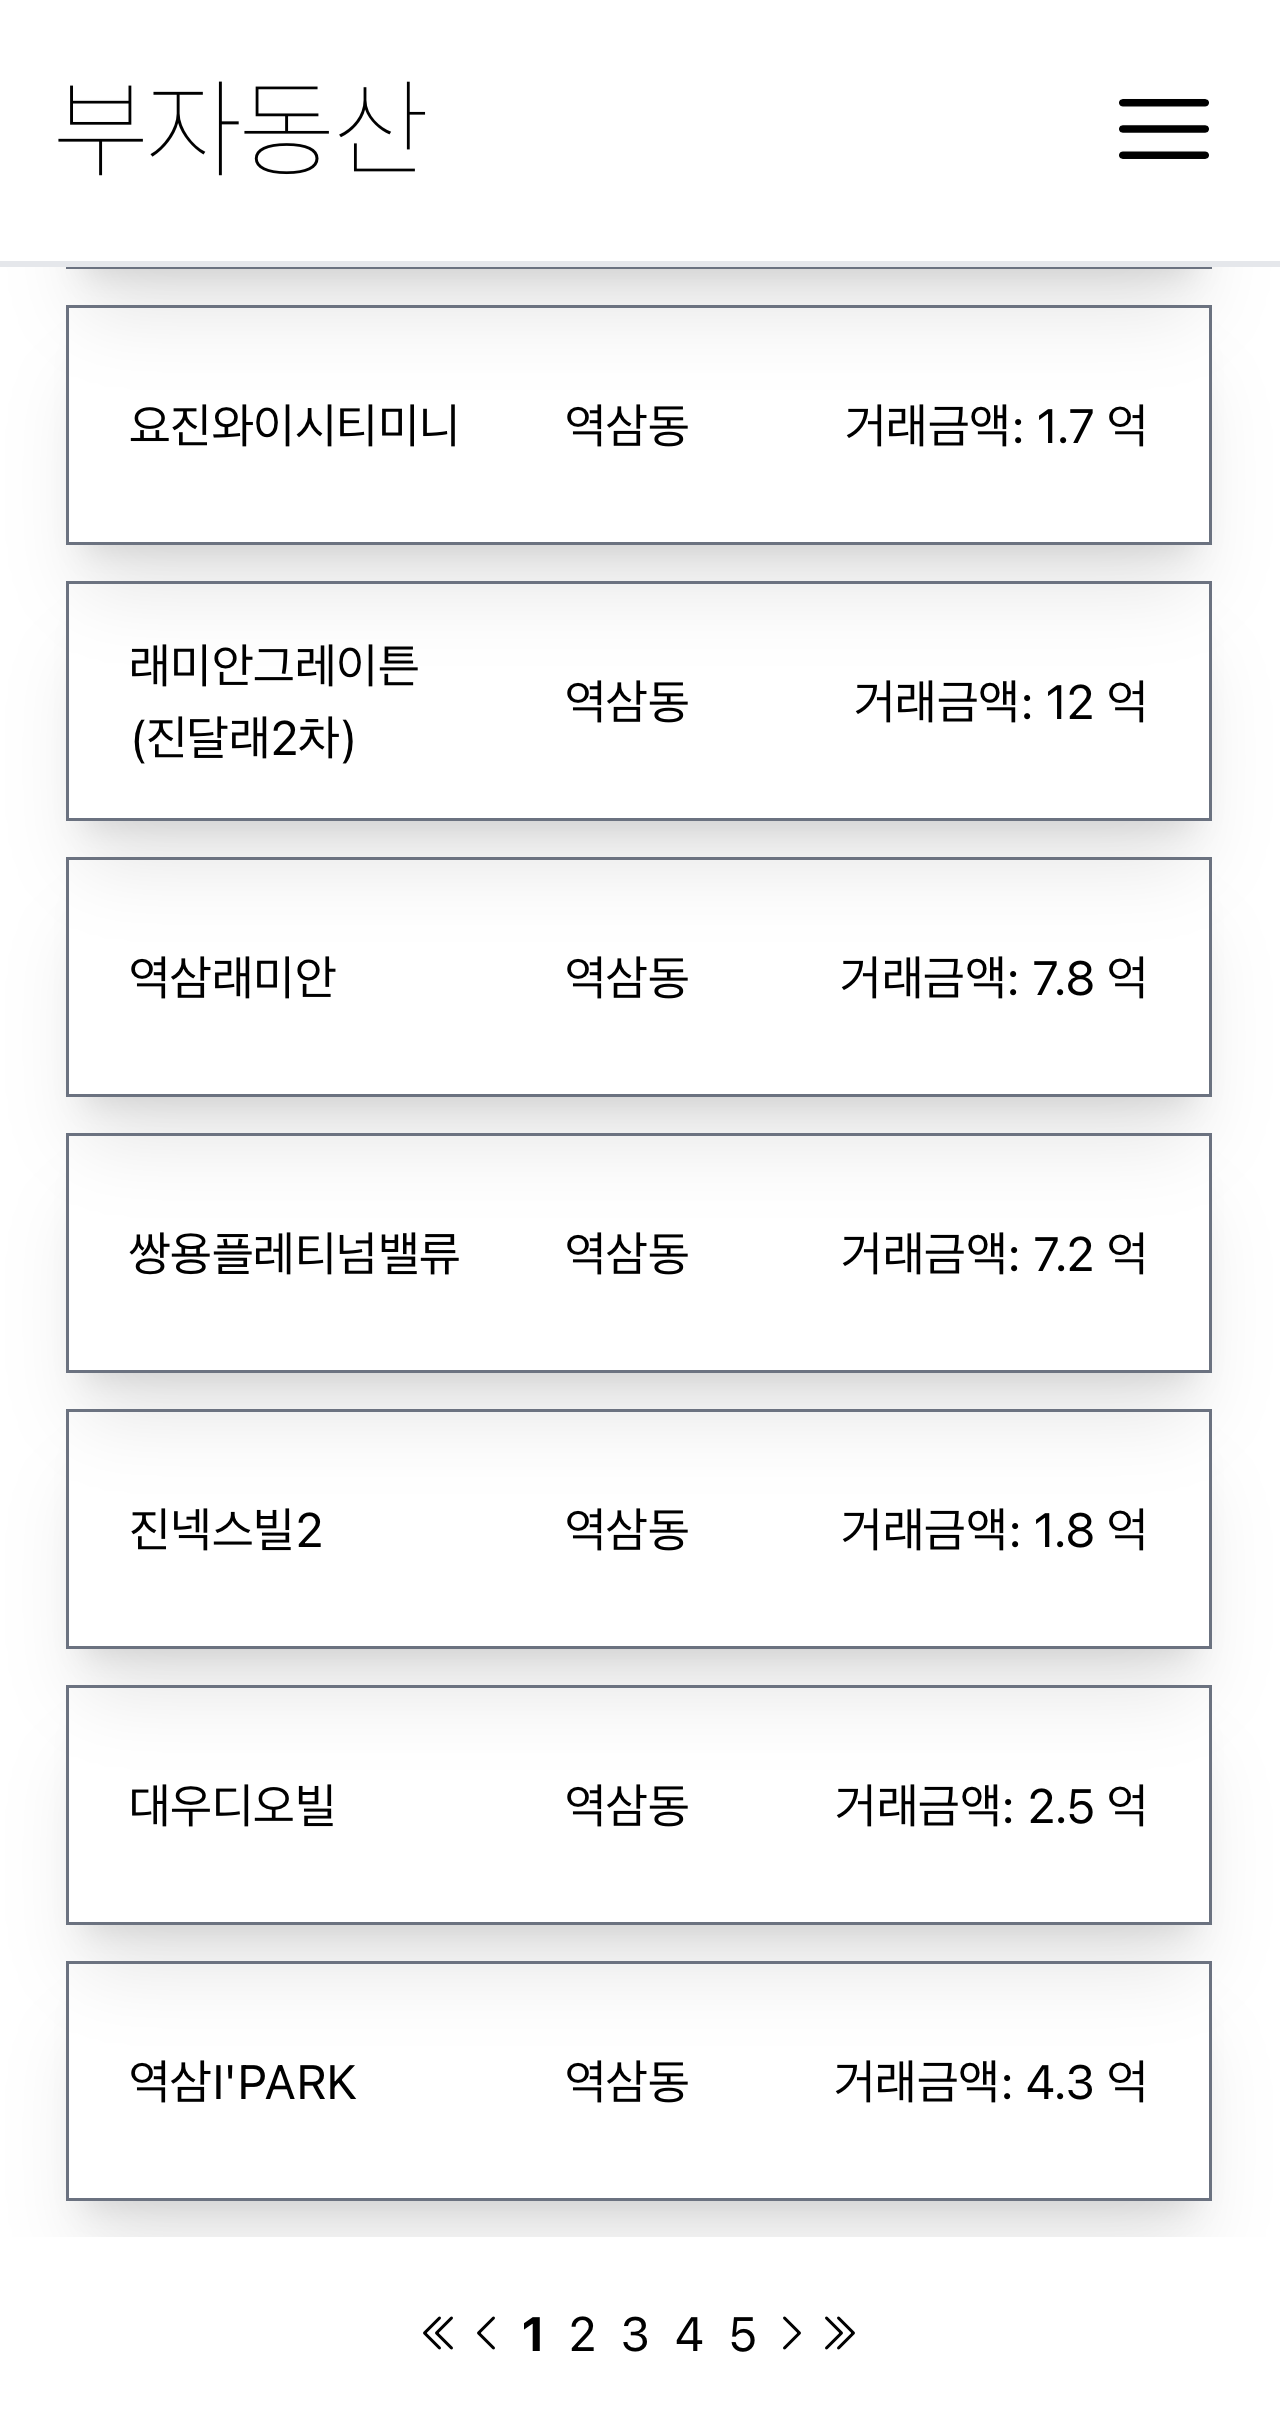 부자동산
요진와이시티미니 역삼동 거래금액: 1.7 억
래미안그레이튼
(진달래2차) 역삼동 거래금액: 12 억
역삼래미안 역삼동 거래금액: 7.8 억
쌍용플레티넘밸류 역삼동 거래금액: 7.2 억
진넥스빌2 역삼동 거래금액: 1.8 억
대우디오빌 역삼동 거래금액: 2.5 억
역삼I'PARK 역삼동 거래금액: 4.3 억
1 2 3 4 5